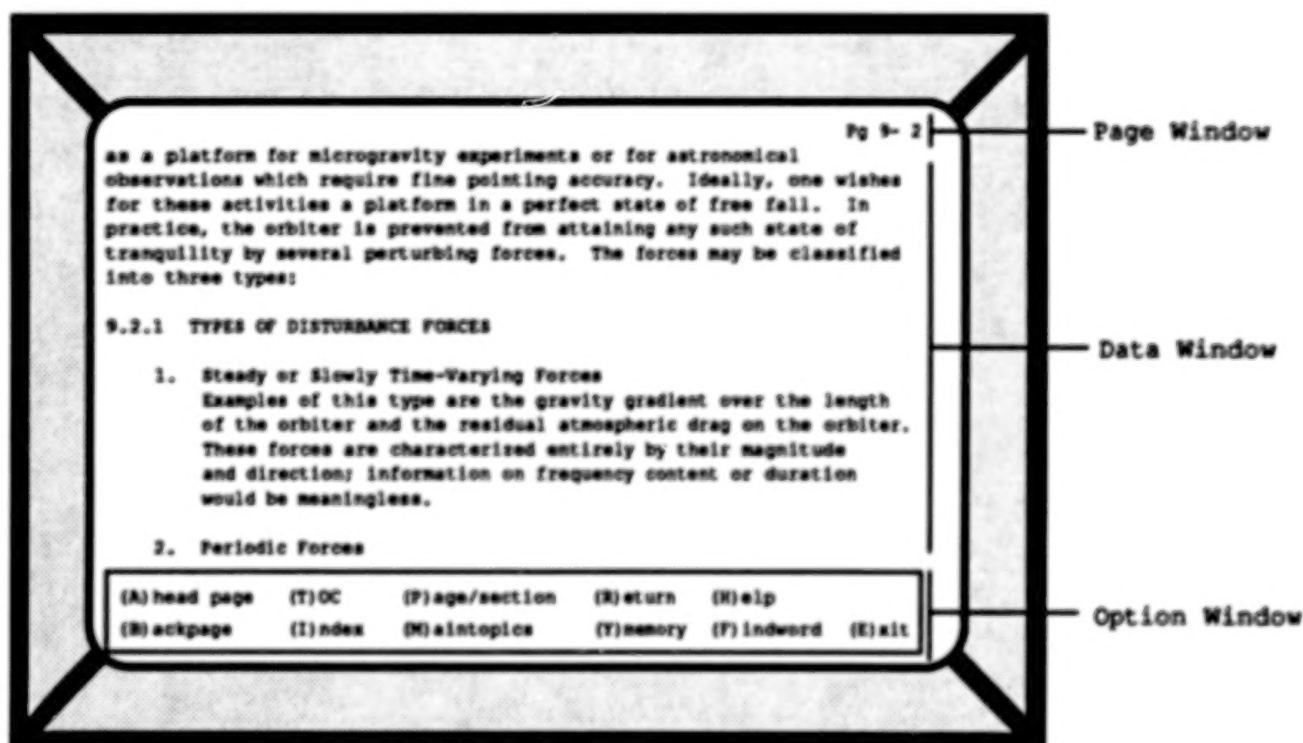 Pg 9- 2
Page Window
as a platform for microgravity experiments or for astronomical
observations which require fine pointing accuracy.  Ideally, one wishes
for these activities a platform in a perfect state of free fall.  In
practice, the orbiter is prevented from attaining any such state of
tranquility by several perturbing forces.  The forces may be classified
into three types:
9.2.1  TYPES OF DISTURBANCE FORCES
Data Window
1.  Steady or Slowly Time-Varying Forces
Examples of this type are the gravity gradient over the length
of the orbiter and the residual atmospheric drag on the orbiter.
These forces are characterized entirely by their magnitude
and direction; information on frequency content or duration
would be meaningless.
2.  Periodic Forces
(A)head page (T)OC (P)age/section (R)eturn (H)elp
(B)ackpage (I)ndex (M)aintopics (Y)memory (F)indword (E)xit
Option Window